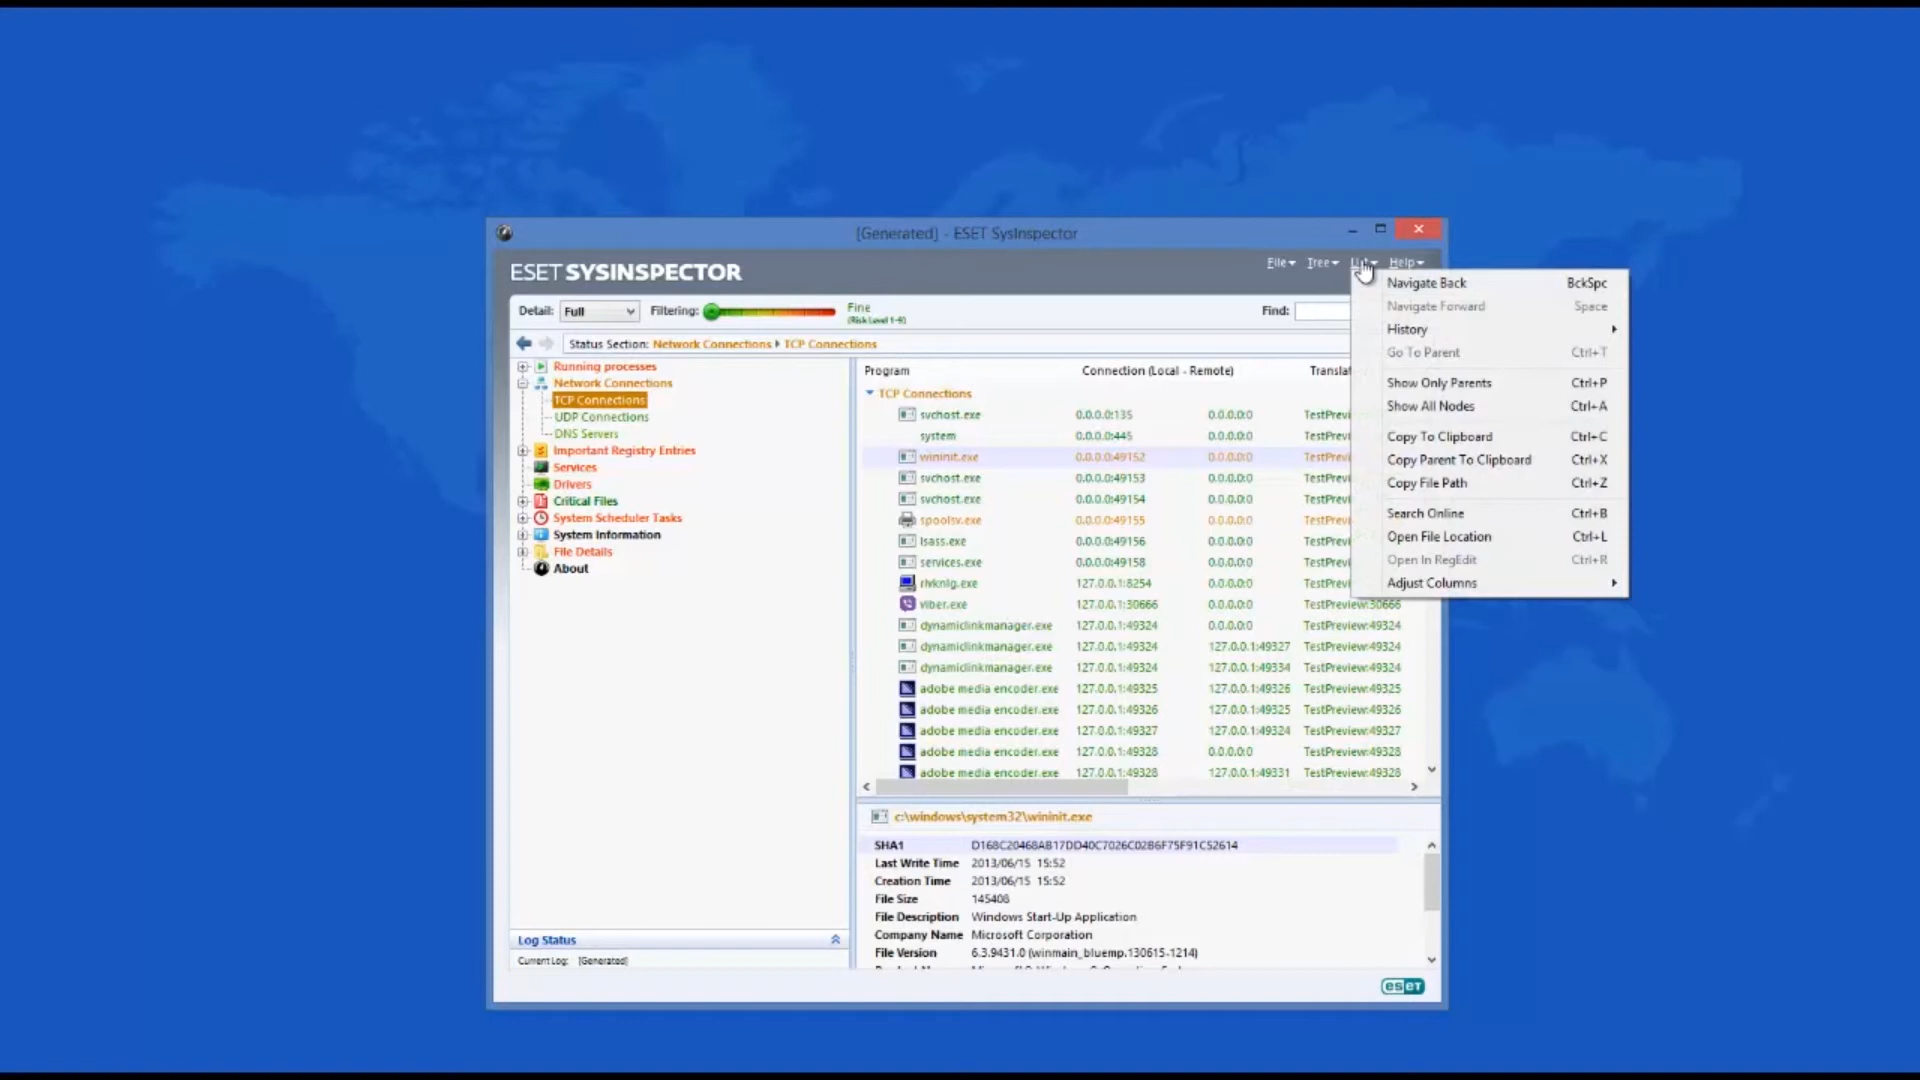 [Generated] - ESET SysInspector
ESET SYSINSPECTOR
File Tree List Help
Detail: Full Filtering: Fine
(Risk Level 1-9)
Find:
Status Section: Network Connections TCP Connections
Running processes
Network Connections
TCP Connections
UDP Connections
DNS Servers
Important Registry Entries
Services
Drivers
Critical Files
System Scheduler Tasks
System Information
File Details
About
Log Status
Current Log: [Generated]
Program Connection (Local - Remote)
TCP Connections
svchost.exe 0.0.0.0:135 0.0.0.0:0
system 0.0.0.0:445 0.0.0.0:0
wininit.exe 0.0.0.0:49152 0.0.0.0:0
svchost.exe 0.0.0.0:49153 0.0.0.0:0
svchost.exe 0.0.0.0:49154 0.0.0.0:0
spoolsv.exe 0.0.0.0:49155 0.0.0.0:0
lsass.exe 0.0.0.0:49156 0.0.0.0:0
services.exe 0.0.0.0:49158 0.0.0.0:0
127.0.0.1:8254 0.0.0.0:0
viber.exe 127.0.0.1:30666 0.0.0.0:0 TestPreview:30666
dynamiclinkmanager.exe 127.0.0.1:49324 0.0.0.0:0 TestPreview:49324
dynamiclinkmanager.exe 127.0.0.1:49324 127.0.0.1:49327 TestPreview:49324
dynamiclinkmanager.exe 127.0.0.1:49324 127.0.0.1:49334 TestPreview:49324
adobe media encoder.exe 127.0.0.1:49325 127.0.0.1:49326 TestPreview:49325
adobe media encoder.exe 127.0.0.1:49326 127.0.0.1:49325 TestPreview:49326
adobe media encoder.exe 127.0.0.1:49327 127.0.0.1:49324 TestPreview:49327
adobe media encoder.exe 127.0.0.1:49328 0.0.0.0:0 TestPreview:49328
adobe media encoder.exe 127.0.0.1:49328 127.0.0.1:49331 TestPreview:49328
c:\windows\system32\wininit.exe
SHA1 D168C20468AB17DD40C7026C02B6F75F91C52614
Last Write Time 2013/06/15 15:52
Creation Time 2013/06/15 15:52
File Size 145408
File Description Windows Start-Up Application
Company Name Microsoft Corporation
File Version 6.3.9431.0 (winmain_bluemp.130615-1214)
eseT
Navigate Back BckSpc
Navigate Forward Space
History
Go To Parent Ctrl+T
Show Only Parents Ctrl+P
Show All Nodes Ctrl+A
Copy To Clipboard Ctrl+C
Copy Parent To Clipboard Ctrl+X
Copy File Path Ctrl+Z
Search Online Ctrl+B
Open File Location Ctrl+L
Open In RegEdit Ctrl+R
Adjust Columns